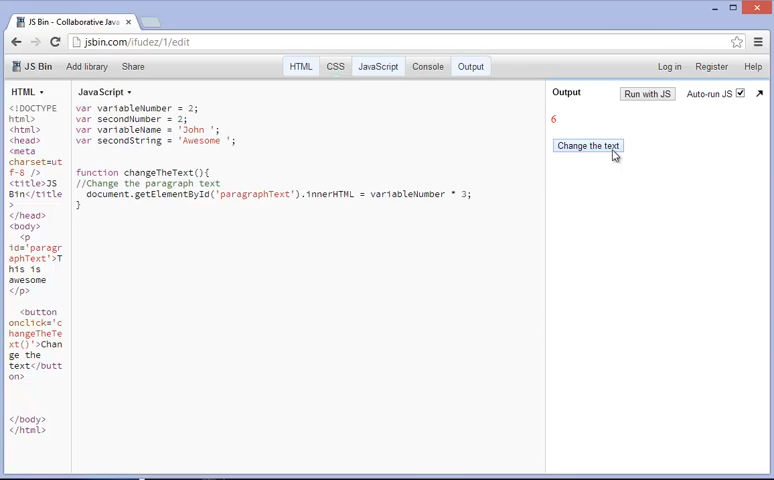 JS Bin - Collaborative Java
jsbin.com/ifudez/1/edit
JS Bin
Add library
Share
HTML
CSS
JavaScript
Console
Output
Log in
Register
Help
HTML
<!DOCTYPE
html>
<html>
<head>
<meta
charset=ut
f-8 />
<title>JS
Bin</title
>
</head>
<body>
<p
id='paragr
aphText'>T
his is
awesome
</p>
<button
onclick='c
hangeTheTe
xt()'>Chan
ge the
text</butt
on>
</body>
</html>
JavaScript
var variableNumber = 2;
var secondNumber = 2;
var variableName = 'John ';
var secondString = 'Awesome ';
function changeTheText(){
//Change the paragraph text
document.getElementById('paragraphText').innerHTML = variableNumber * 3;
}
Output
Run with JS
Auto-run JS
6
Change the text